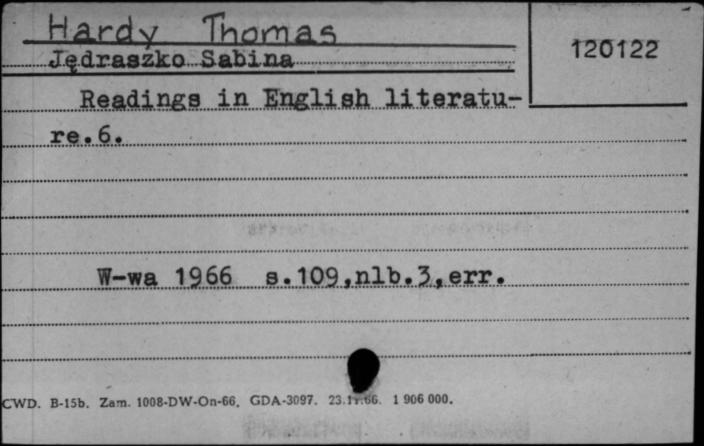 Hardy Thomas
120122
Jędraszko Sabina
Readings in English literatu-
re.6.
W-wa 1966 s.109,nlb.3,err.
CWD. B-15b. Zam. 1008-DW-On-66. GDA-3097. 23.11.66. 1 906 000.